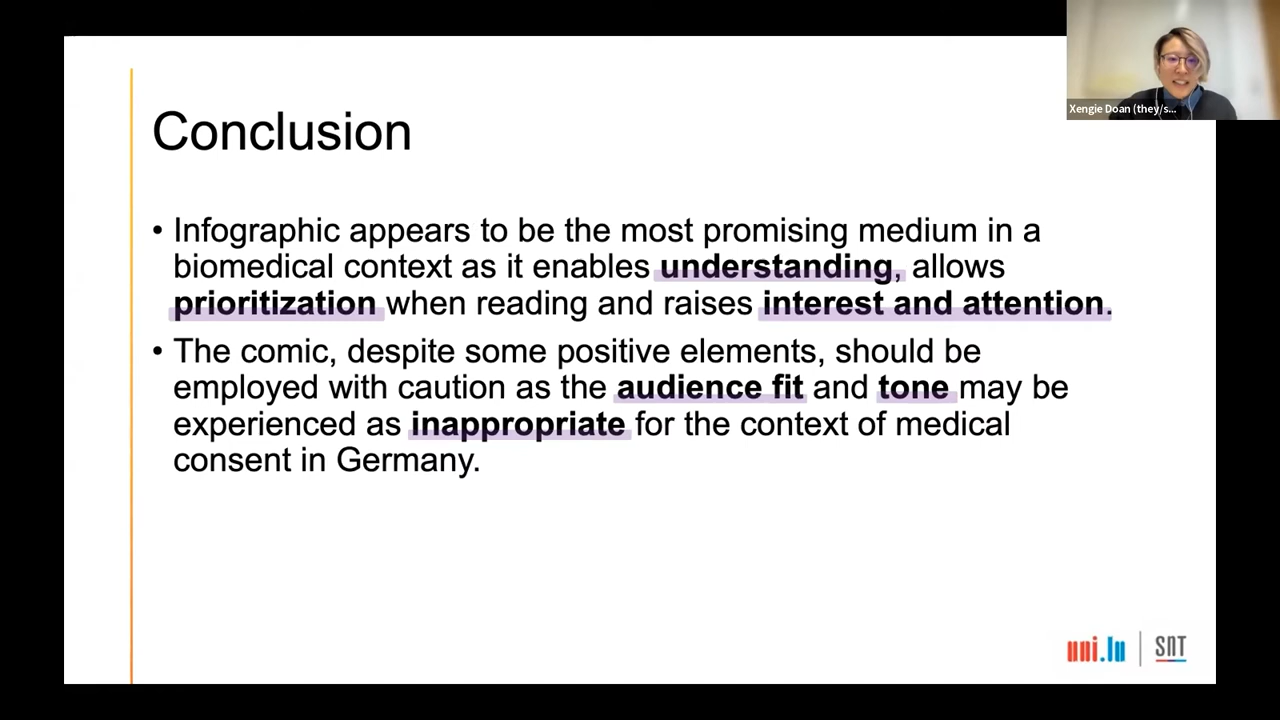 Xengie Doan (they/s...
Conclusion
• Infographic appears to be the most promising medium in a
biomedical context as it enables understanding, allows
prioritization when reading and raises interest and attention.
• The comic, despite some positive elements, should be
employed with caution as the audience fit and tone may be
experienced as inappropriate for the context of medical
consent in Germany.
uni.lu | SNT